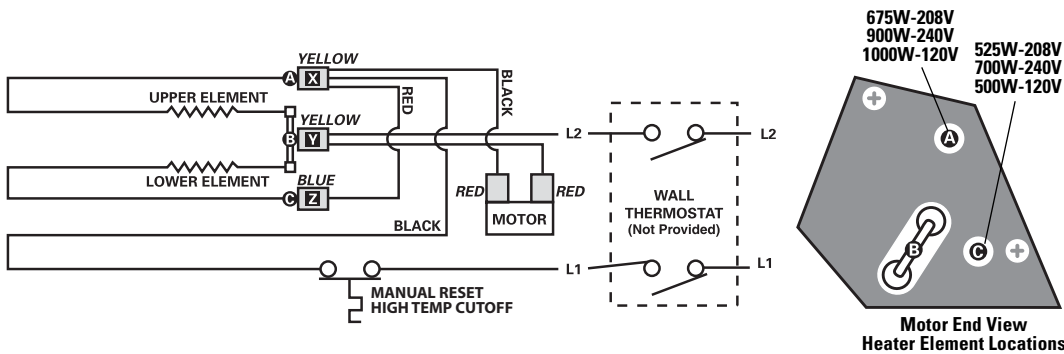 YELLOW
A X
UPPER ELEMENT
RED
BLACK
YELLOW
B Y
LOWER ELEMENT
BLUE
C Z
BLACK
RED
RED
MOTOR
L2
L2
WALL
THERMOSTAT
(Not Provided)
L1
L1
MANUAL RESET
HIGH TEMP CUTOFF
675W-208V
900W-240V
1000W-120V
525W-208V
700W-240V
500W-120V
A
B
C
Motor End View
Heater Element Locations